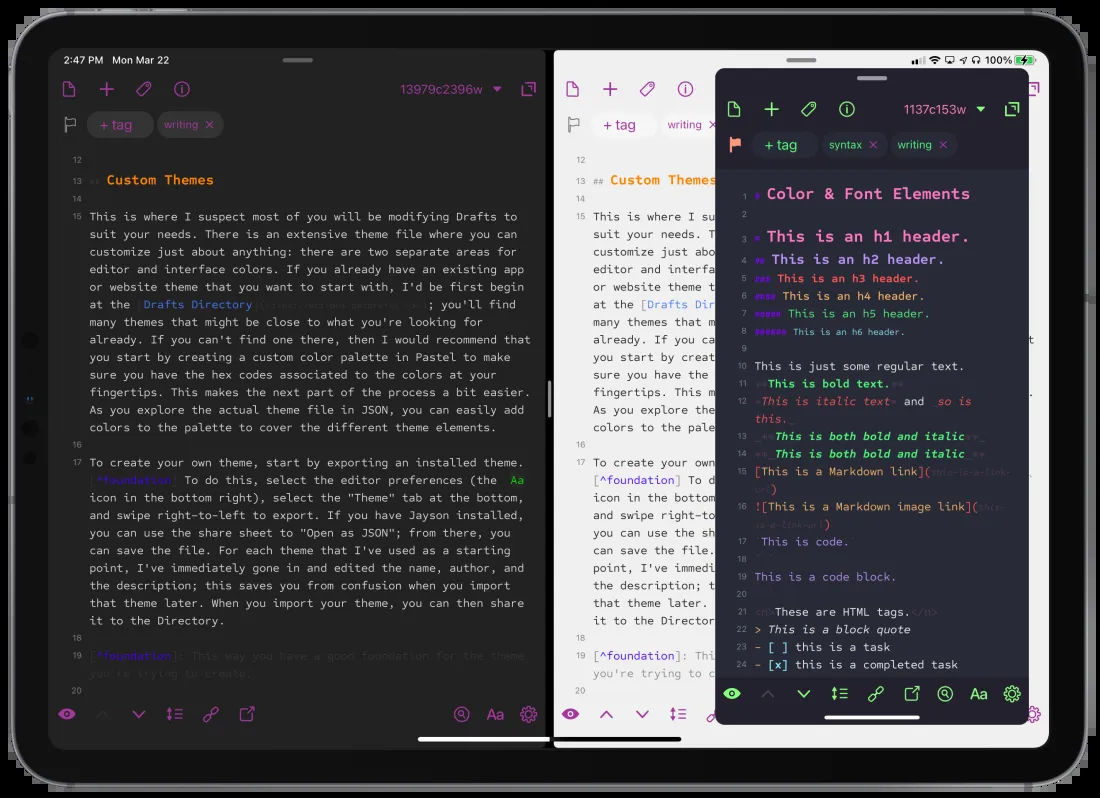 2:47 PM Mon Mar 22
13979c2396w
+ tag writing ×
12
13 ## Custom Themes
14
15 This is where I suspect most of you will be modifying Drafts to
suit your needs. There is an extensive theme file where you can
customize just about anything: there are two separate areas for
editor and interface colors. If you already have an existing app
or website theme that you want to start with, I'd be first begin
at the [Drafts Directory]; you'll find
many themes that might be close to what you're looking for
already. If you can't find one there, then I would recommend that
you start by creating a custom color palette in Pastel to make
sure you have the hex codes associated to the colors at your
fingertips. This makes the next part of the process a bit easier.
As you explore the actual theme file in JSON, you can easily add
colors to the palette to cover the different theme elements.
16
17 To create your own theme, start by exporting an installed theme.
[^foundation] To do this, select the editor preferences (the Aa
icon in the bottom right), select the "Theme" tab at the bottom,
and swipe right-to-left to export. If you have Jayson installed,
you can use the share sheet to "Open as JSON"; from there, you
can save the file. For each theme that I've used as a starting
point, I've immediately gone in and edited the name, author, and
the description; this saves you from confusion when you import
that theme later. When you import your theme, you can then share
it to the Directory.
18
19 [^foundation]: This way you have a good foundation for the theme
you're trying to create.
20
Aa
100%
+ tag writing ×
12
13 ## Custom Themes
14
15 This is where I su
suit your needs. T
customize just abo
editor and interfa
or website theme t
at the [Drafts Dir
many themes that m
already. If you ca
you start by creat
sure you have the
fingertips. This m
As you explore the
colors to the pale
16
17 To create your own
[^foundation] To d
icon in the bottom
and swipe right-to
you can use the sh
can save the file.
point, I've immedi
the description; t
that theme later.
it to the Director
18
19 [^foundation]: Thi
you're trying to c
20
1137c153w
+ tag syntax × writing ×
1 # Color & Font Elements
2
3 # This is an h1 header.
4 ## This is an h2 header.
5 ### This is an h3 header.
6 #### This is an h4 header.
7 ##### This is an h5 header.
8 ###### This is an h6 header.
9
10 This is just some regular text.
11 **This is bold text.**
12 *This is italic text* and _so is
this._
13 _**This is both bold and italic**_
14 **_This is both bold and italic_**
15 [This is a Markdown link](this-is-a-link-
url)
16 ![This is a Markdown image link](this-
is-a-link-url)
17 `This is code.`
18
19 This is a code block.
20
21 These are HTML tags.
22 > This is a block quote
23 - [ ] this is a task
24 - [x] this is a completed task
Aa